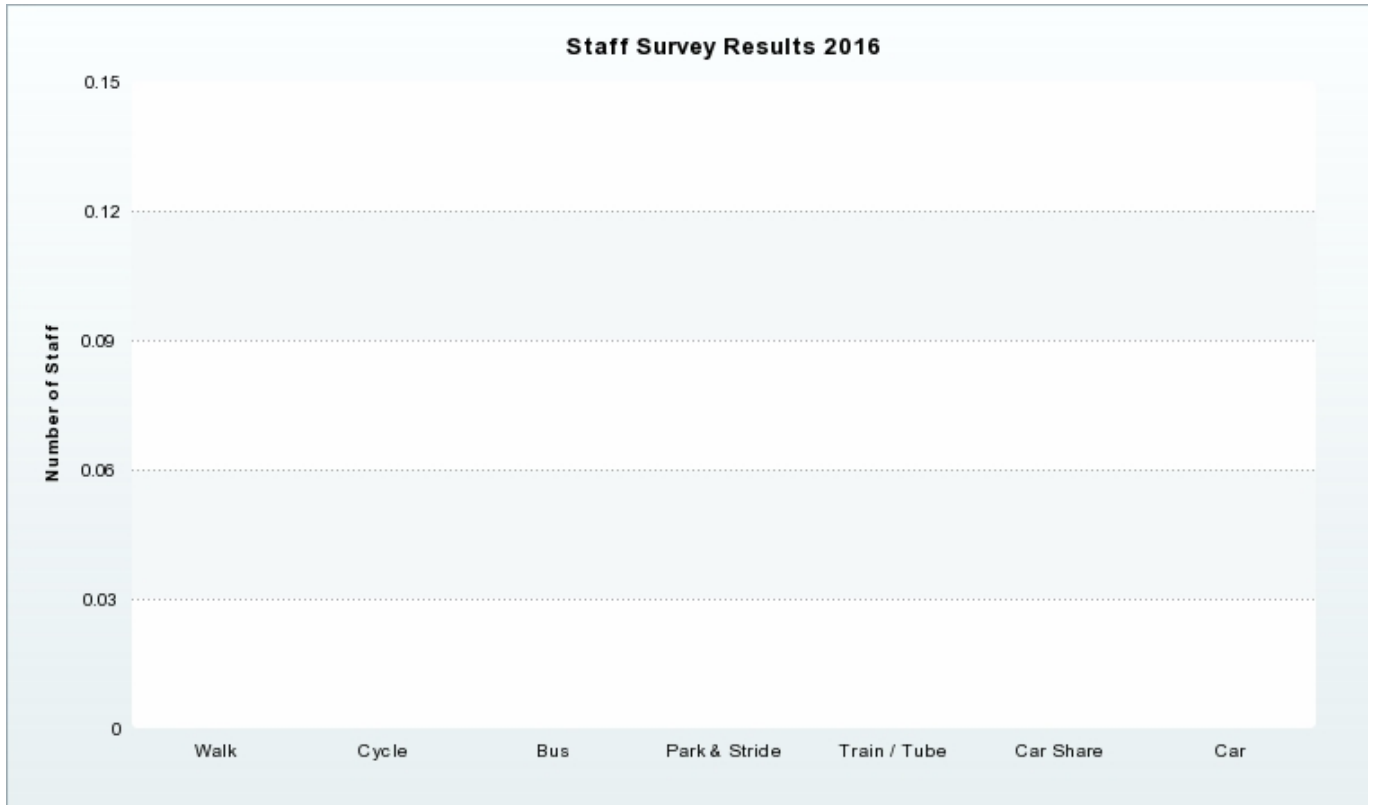 Staff Survey Results 2016
0.15
0.12
0.09
0.06
0.03
0
Number of Staff
Walk Cycle Bus Park & Stride Train / Tube Car Share Car